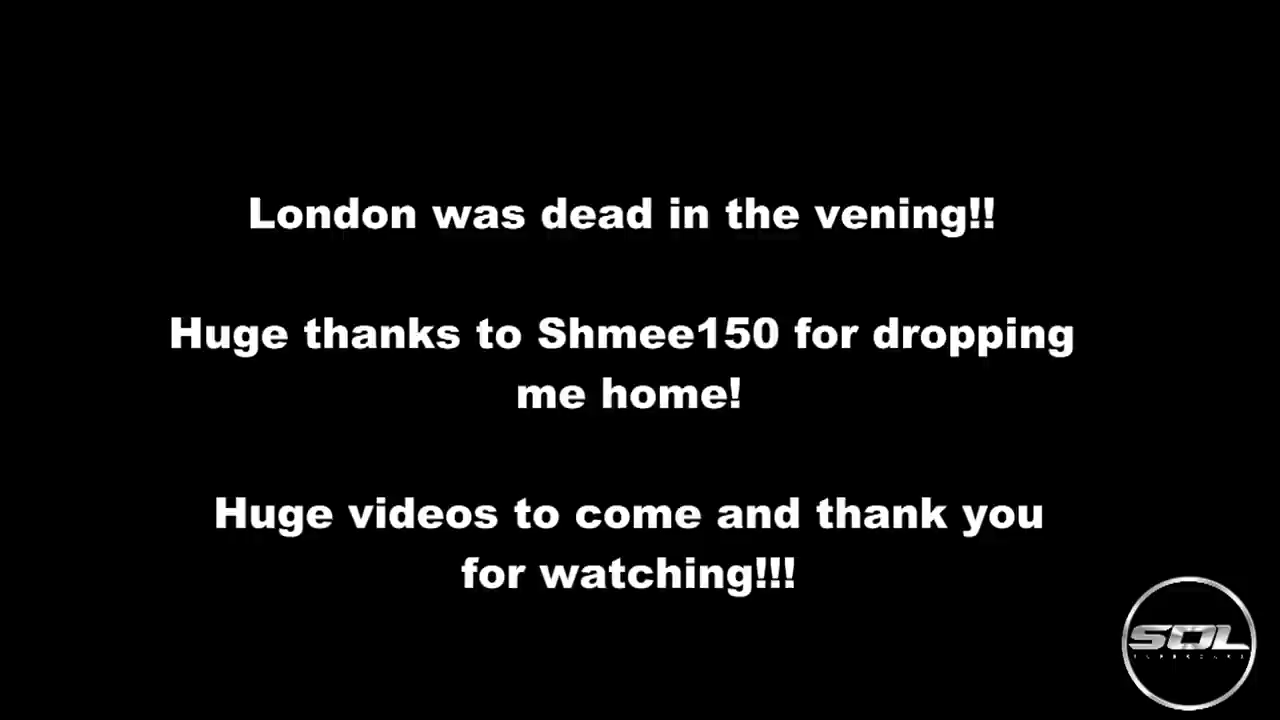 London was dead in the vening!!
Huge thanks to Shmee150 for dropping
me home!
Huge videos to come and thank you
for watching!!!
SOL